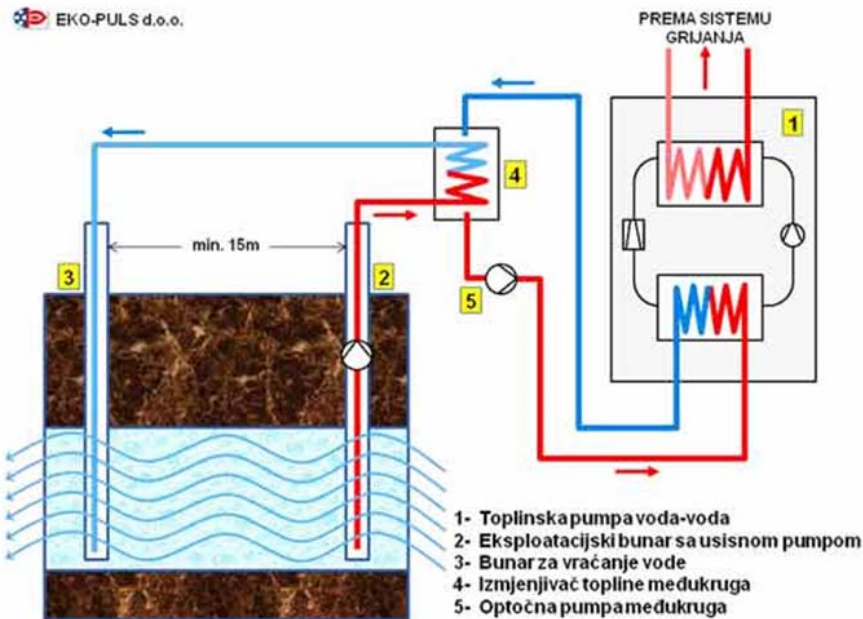 EKO-PULS d.o.o.
PREMA SISTEMU
GRIJANJA
1
4
min. 15m
3
2
5
1- Toplinska pumpa voda-voda
2- Eksploatacijski bunar sa usisnom pumpom
3- Bunar za vraćanje vode
4- Izmjenjivač topline međukruga
5- Optočna pumpa međukruga